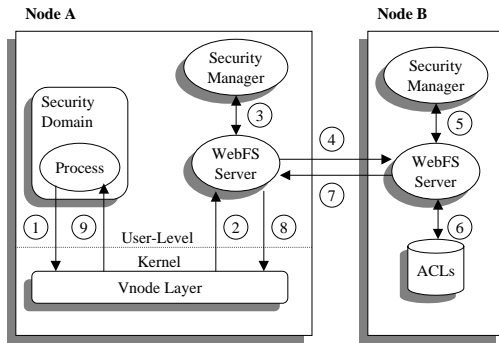 Node A
Node B
Security
Manager
Security
Manager
Security
Domain
3
5
4
Process
WebFS
Server
WebFS
Server
7
1
9
2
8
6
User-Level
Kernel
Vnode Layer
ACLs